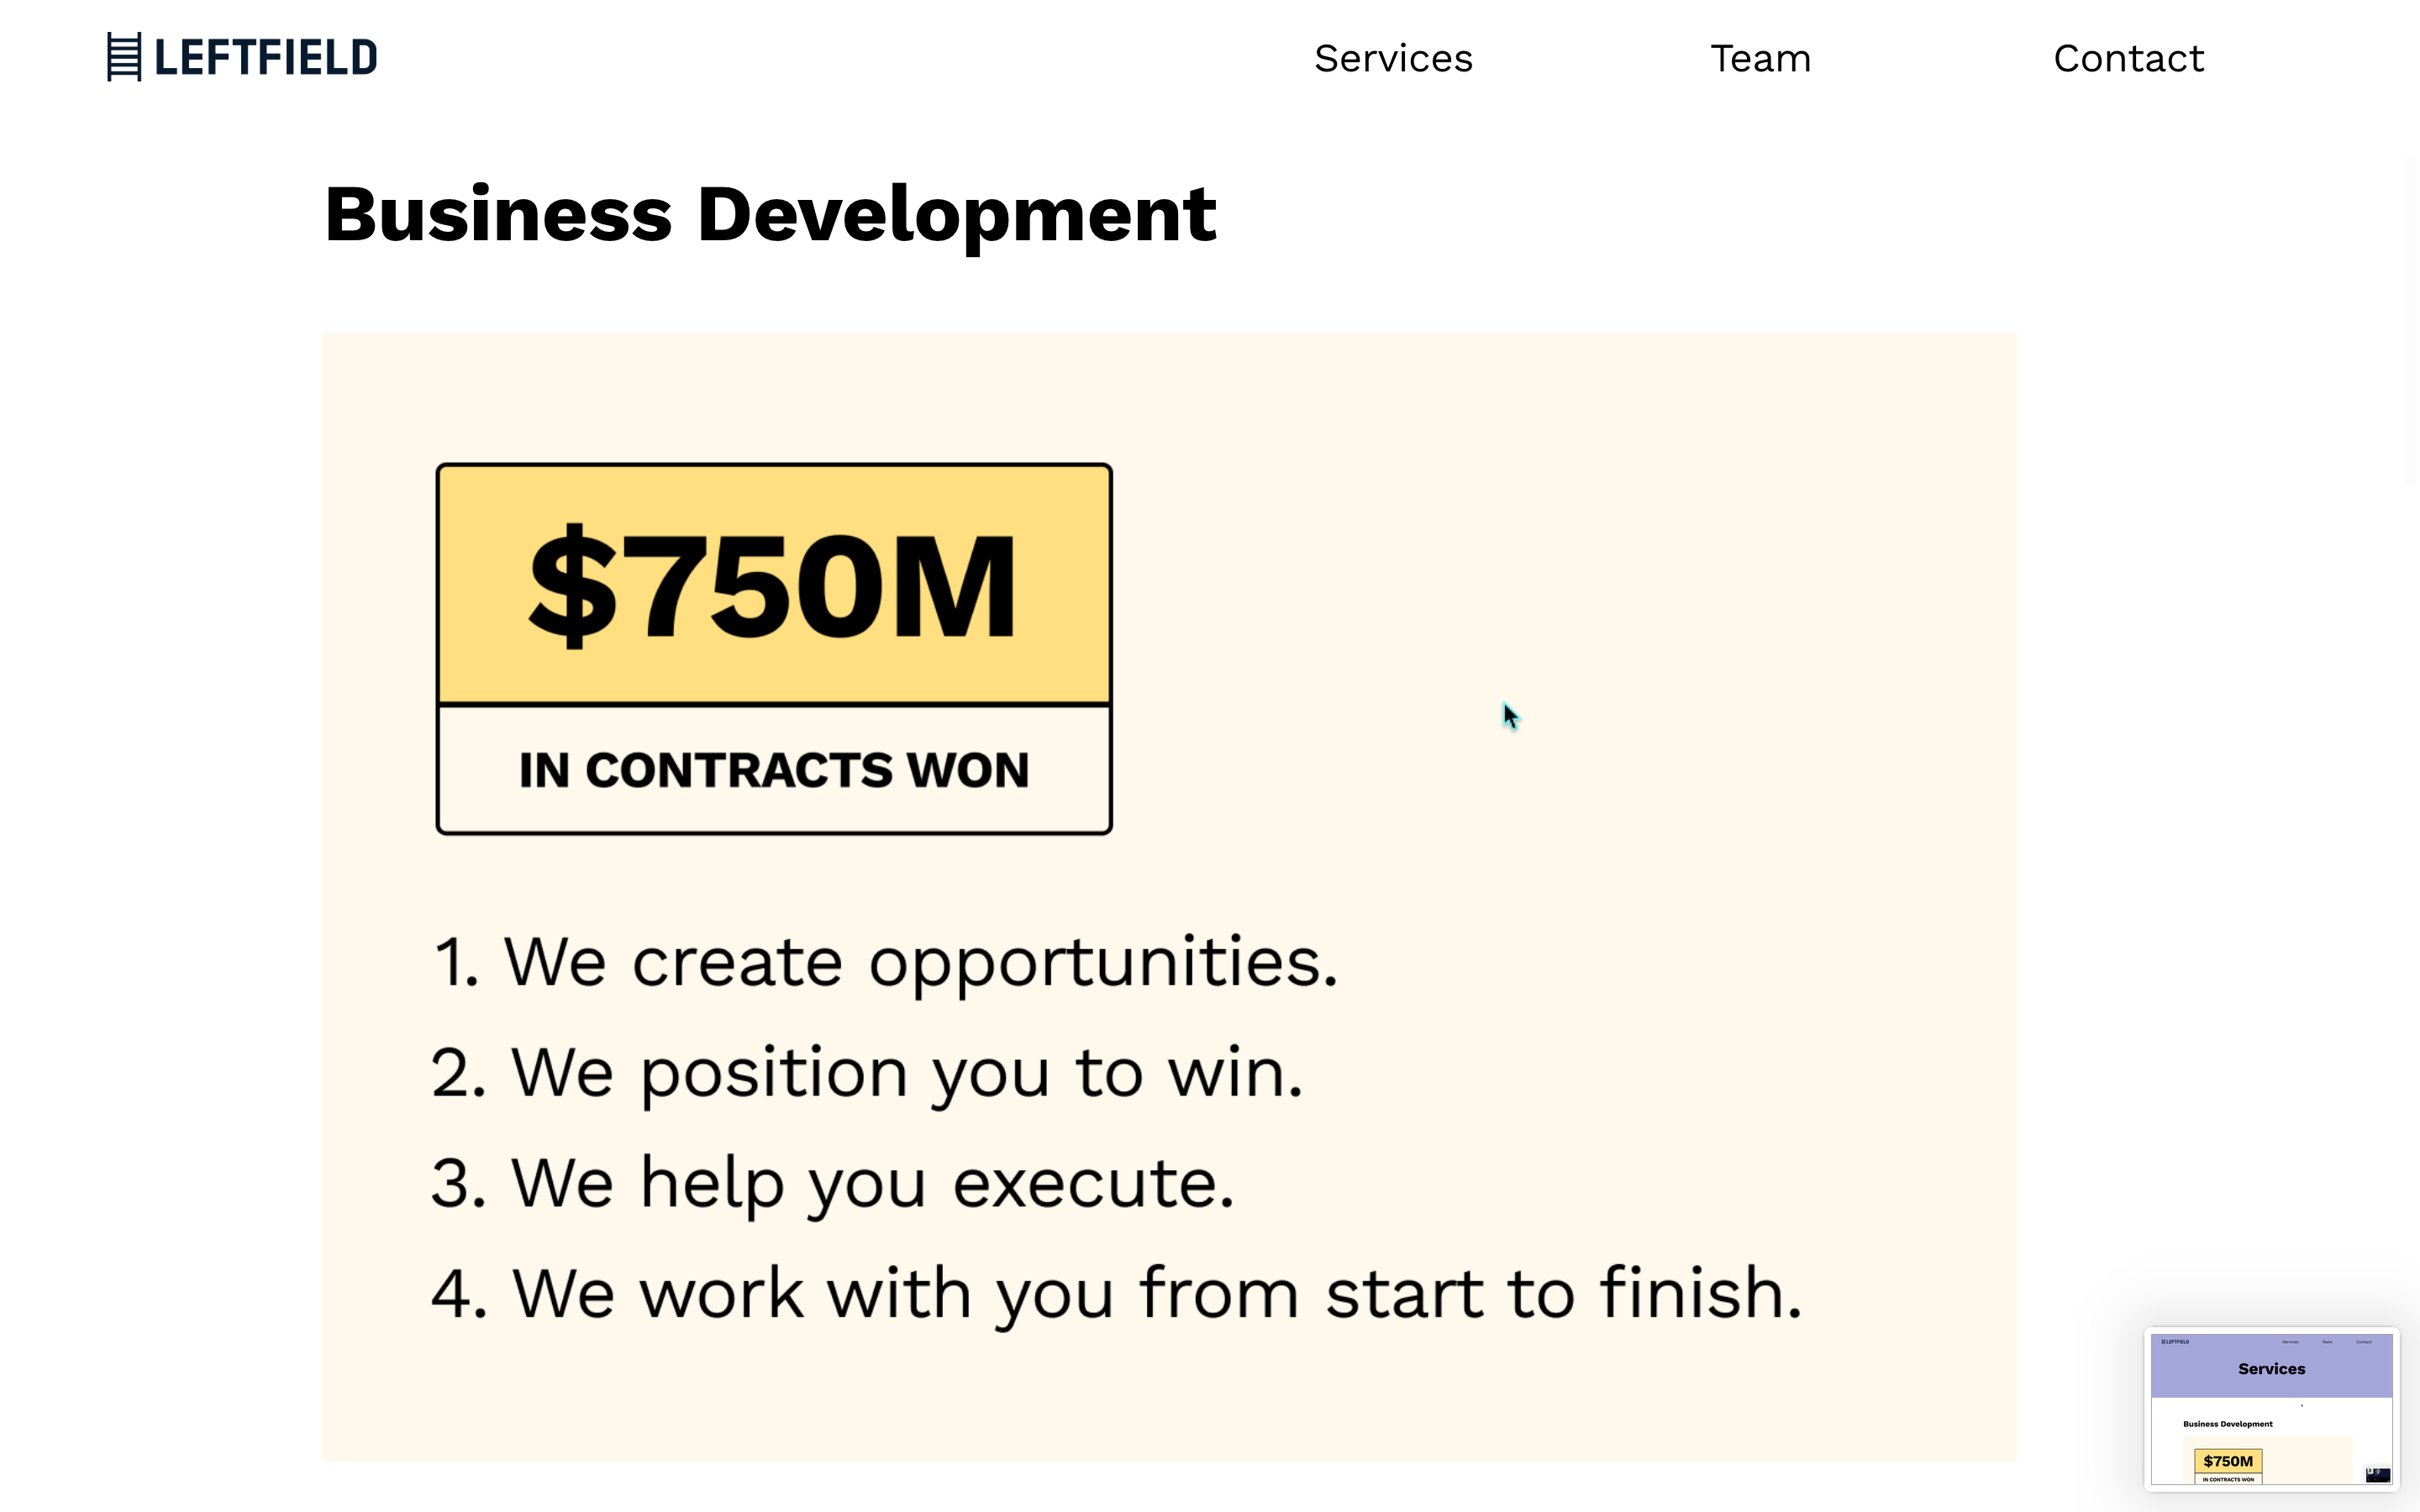 LEFTFIELD
Services
Team
Contact
Business Development
$750M
IN CONTRACTS WON
1. We create opportunities.
2. We position you to win.
3. We help you execute.
4. We work with you from start to finish.
LEFTFIELD
Services
Team
Contact
Services
Business Development
$750M
IN CONTRACTS WON